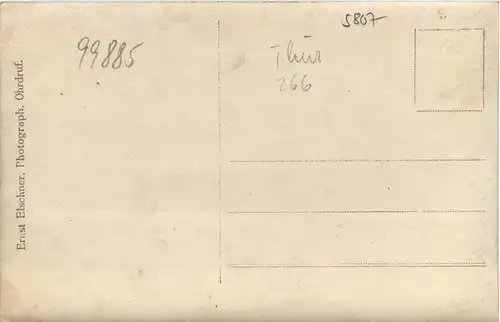 5807
99885
Thür
266
Ernst Elschner, Photograph, Ohrdruf.